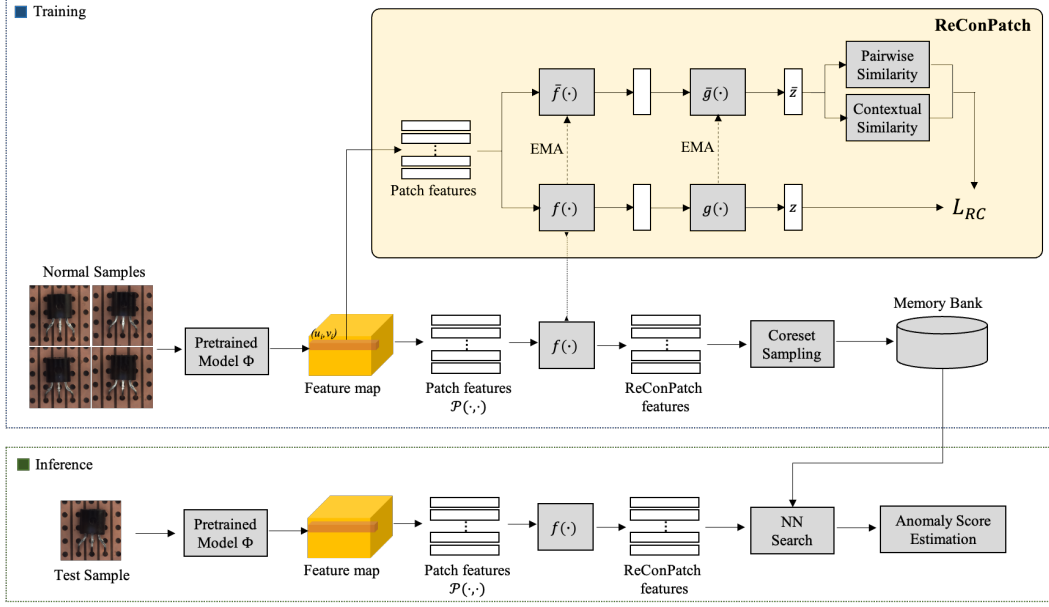 Training
ReConPatch
Pairwise
Similarity
f̄(·)
ḡ(·)
z̄
Contextual
Similarity
EMA
EMA
Patch features
f(·)
g(·)
z
L_{RC}
Normal Samples
Memory Bank
(u_i,v_i)
Pretrained
Model Φ
f(·)
Coreset
Sampling
Feature map
Patch features
𝒫(·,·)
ReConPatch
features
Inference
Pretrained
Model Φ
f(·)
NN
Search
Anomaly Score
Estimation
Test Sample
Feature map
Patch features
𝒫(·,·)
ReConPatch
features